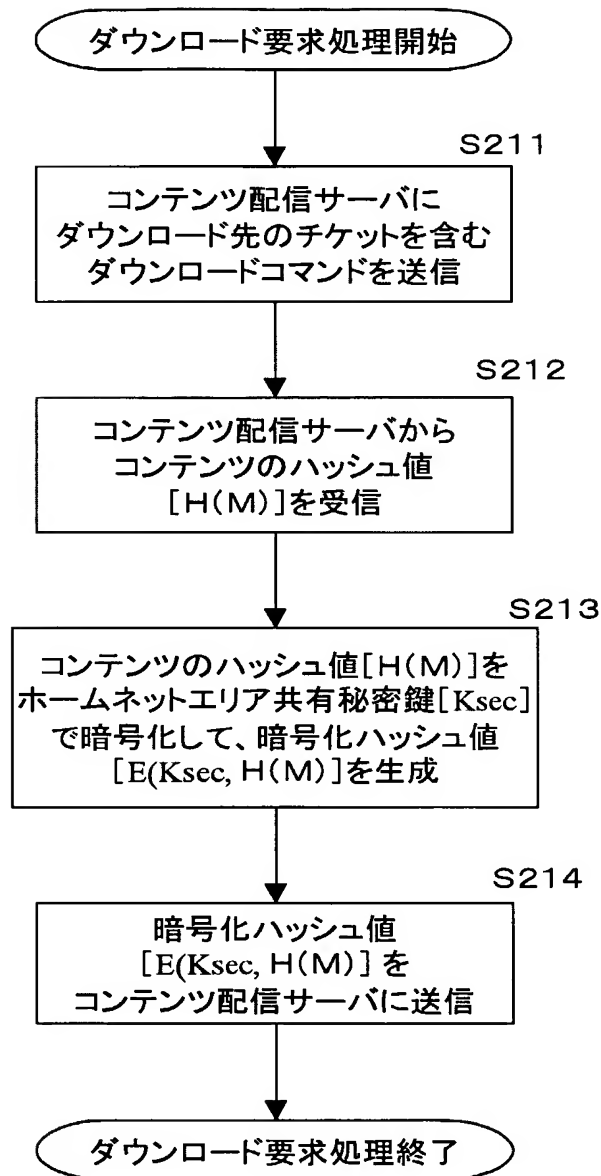 ダウンロード要求処理開始
S211
コンテンツ配信サーバに
ダウンロード先のチケットを含む
ダウンロードコマンドを送信
S212
コンテンツ配信サーバから
コンテンツのハッシュ値
[H(M)]を受信
S213
コンテンツのハッシュ値[H(M)]を
ホームネットエリア共有秘密鍵[Ksec]
で暗号化して、暗号化ハッシュ値
[E(Ksec, H(M)]を生成
S214
暗号化ハッシュ値
[E(Ksec, H(M)] を
コンテンツ配信サーバに送信
ダウンロード要求処理終了